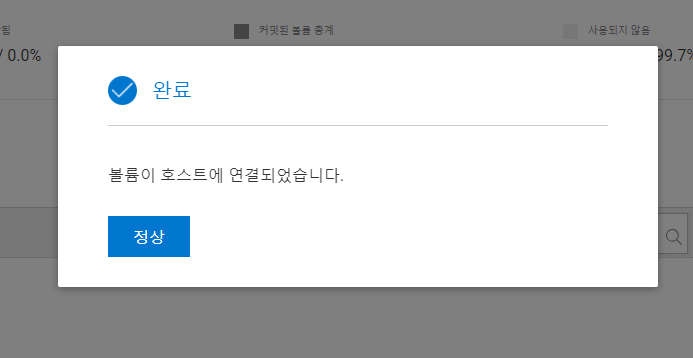 커밋된 볼륨 총계
사용되지 않음
/ 0.0%
99.7%
완료
볼륨이 호스트에 연결되었습니다.
정상